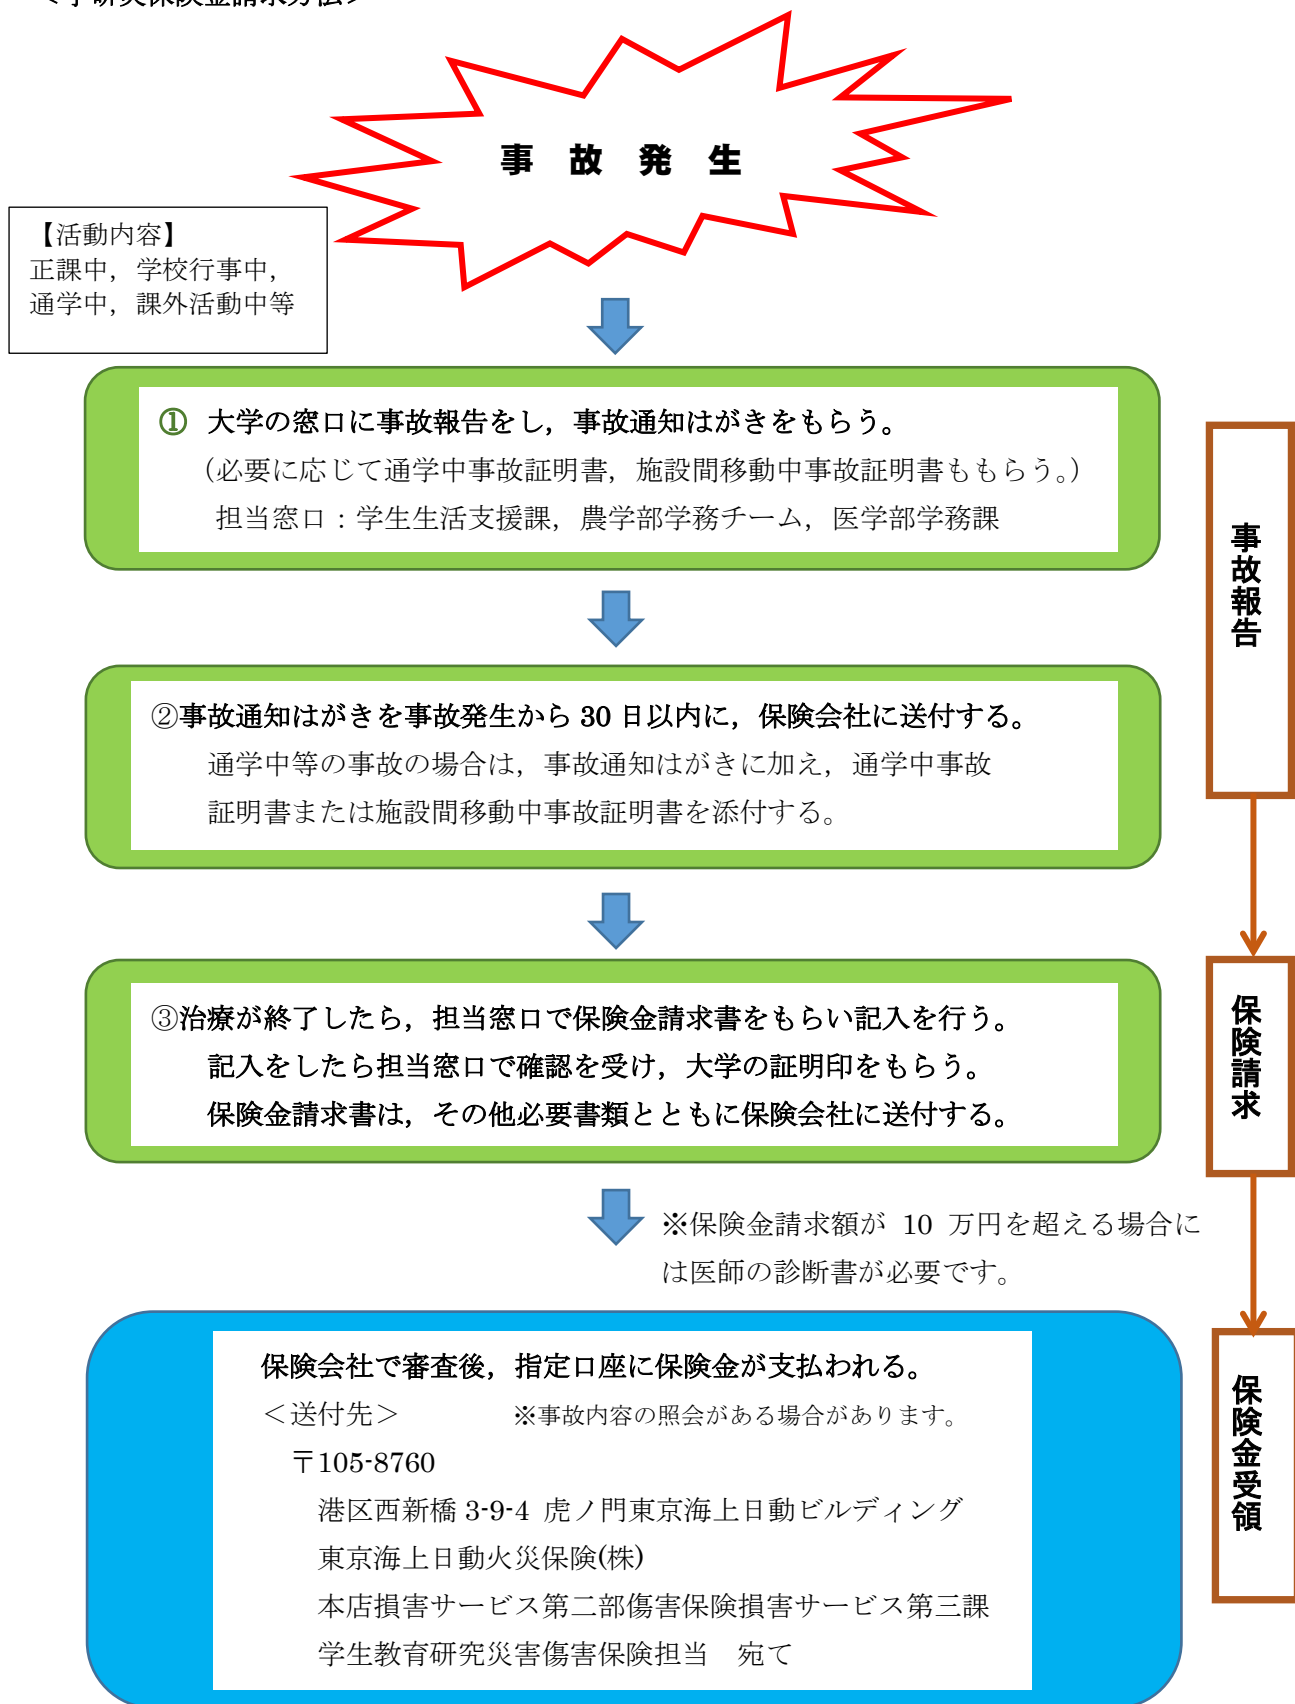 事 故 発 生
【活動内容】
正課中，学校行事中，
通学中，課外活動中等
① 大学の窓口に事故報告をし，事故通知はがきをもらう。
（必要に応じて通学中事故証明書，施設間移動中事故証明書ももらう。）
担当窓口：学生生活支援課，農学部学務チーム，医学部学務課
②事故通知はがきを事故発生から 30 日以内に，保険会社に送付する。
通学中等の事故の場合は，事故通知はがきに加え，通学中事故
証明書または施設間移動中事故証明書を添付する。
事故報告
③治療が終了したら，担当窓口で保険金請求書をもらい記入を行う。
記入をしたら担当窓口で確認を受け，大学の証明印をもらう。
保険金請求書は，その他必要書類とともに保険会社に送付する。
保険請求
※保険金請求額が 10 万円を超える場合に
は医師の診断書が必要です。
保険会社で審査後，指定口座に保険金が支払われる。
＜送付先＞ ※事故内容の照会がある場合があります。
〒105-8760
港区西新橋 3-9-4 虎ノ門東京海上日動ビルディング
東京海上日動火災保険(株)
本店損害サービス第二部傷害保険損害サービス第三課
学生教育研究災害傷害保険担当 宛て
保険金受領